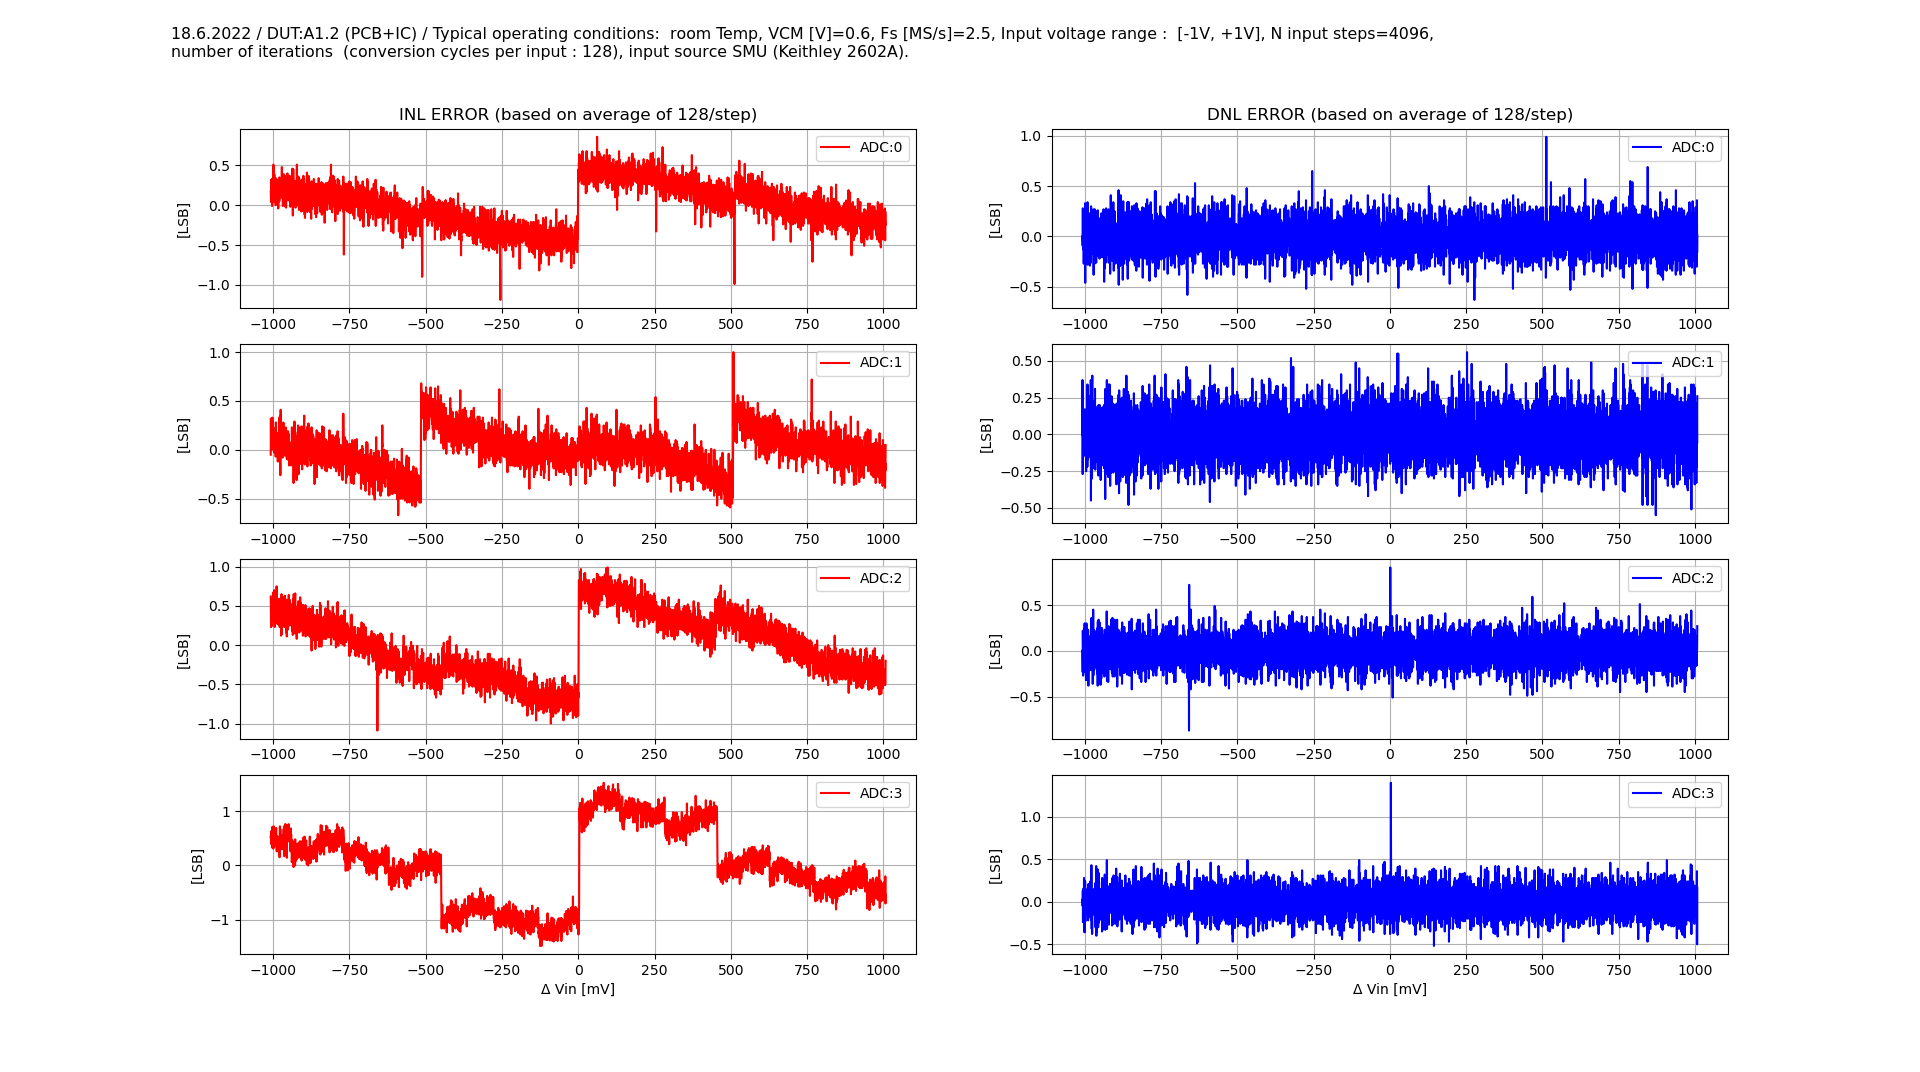 18.6.2022 / DUT:A1.2 (PCB+IC) / Typical operating conditions:  room Temp, VCM [V]=0.6, Fs [MS/s]=2.5, Input voltage range :  [-1V, +1V], N input steps=4096,
number of iterations  (conversion cycles per input : 128), input source SMU (Keithley 2602A).
INL ERROR (based on average of 128/step)
DNL ERROR (based on average of 128/step)
[LSB]
0.5
0.0
−0.5
−1.0
ADC:0
−1000 −750 −500 −250 0 250 500 750 1000
[LSB]
1.0
0.5
0.0
−0.5
ADC:0
−1000 −750 −500 −250 0 250 500 750 1000
[LSB]
1.0
0.5
0.0
−0.5
ADC:1
−1000 −750 −500 −250 0 250 500 750 1000
[LSB]
0.50
0.25
0.00
−0.25
−0.50
ADC:1
−1000 −750 −500 −250 0 250 500 750 1000
[LSB]
1.0
0.5
0.0
−0.5
−1.0
ADC:2
−1000 −750 −500 −250 0 250 500 750 1000
[LSB]
0.5
0.0
−0.5
ADC:2
−1000 −750 −500 −250 0 250 500 750 1000
[LSB]
1
0
−1
ADC:3
−1000 −750 −500 −250 0 250 500 750 1000
Δ Vin [mV]
[LSB]
1.0
0.5
0.0
−0.5
ADC:3
−1000 −750 −500 −250 0 250 500 750 1000
Δ Vin [mV]